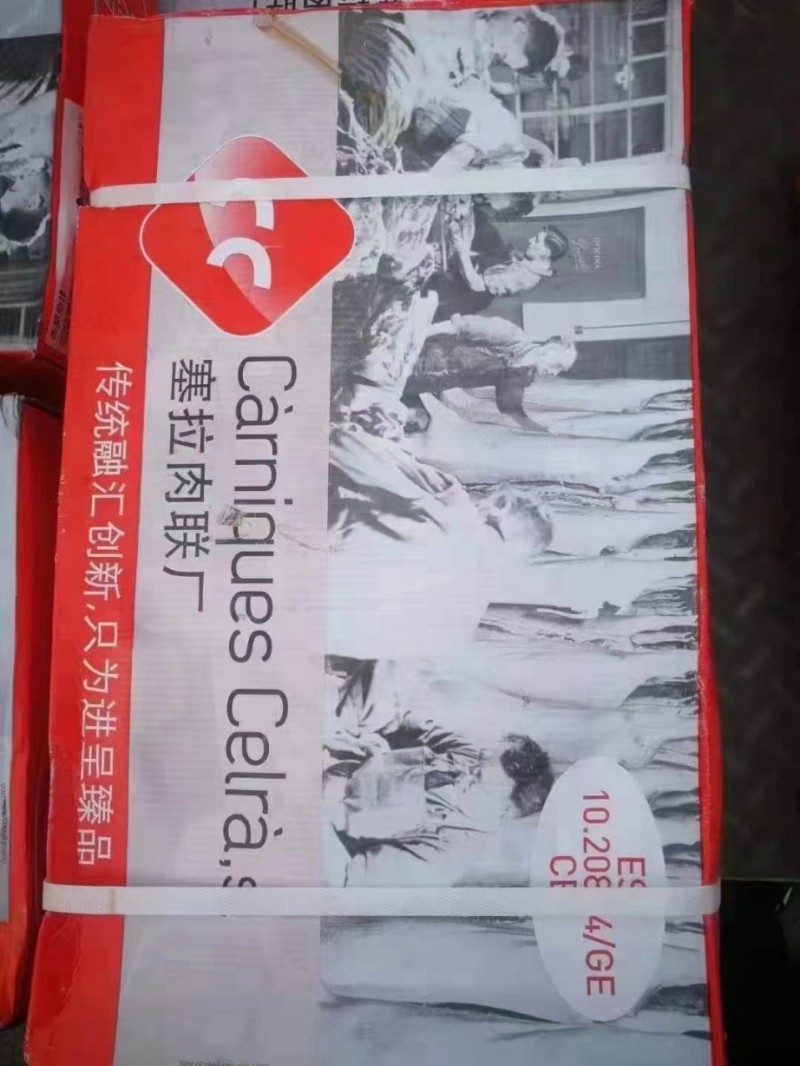 Càrniques Celrà,
塞拉肉联厂
传统融汇创新,只为进呈臻品
OFICINA
ES
10.208 4/GE
CE